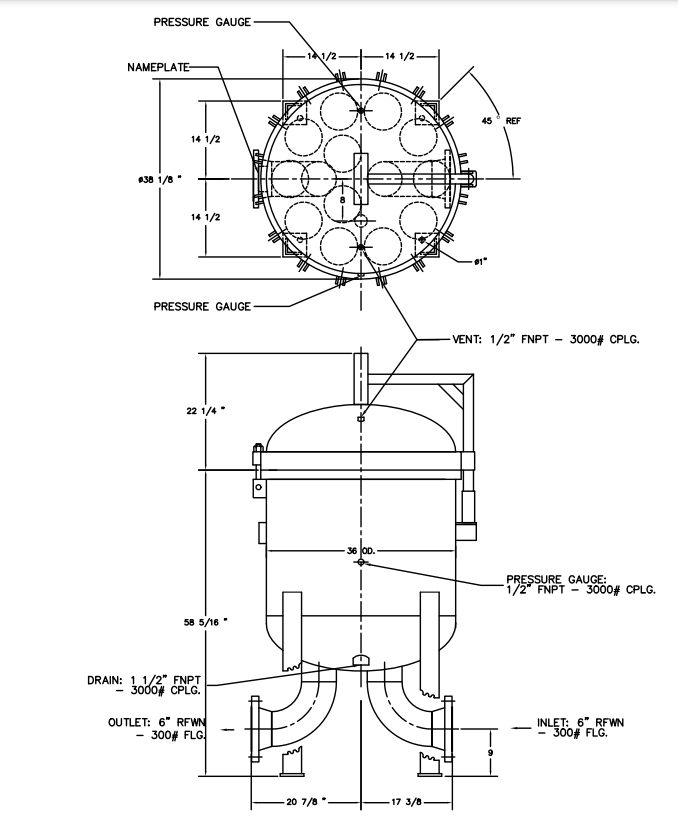 PRESSURE GAUGE
14 1/2
14 1/2
NAMEPLATE
45 ° REF
14 1/2
ø38 1/8 "
8
14 1/2
ø1"
PRESSURE GAUGE
VENT: 1/2" FNPT - 3000# CPLG.
22 1/4 "
36 OD.
PRESSURE GAUGE:
1/2" FNPT - 3000# CPLG.
58 5/16 "
DRAIN: 1 1/2" FNPT
- 3000# CPLG.
OUTLET: 6" RFWN
- 300# FLG.
INLET: 6" RFWN
- 300# FLG.
9
20 7/8 "
17 3/8